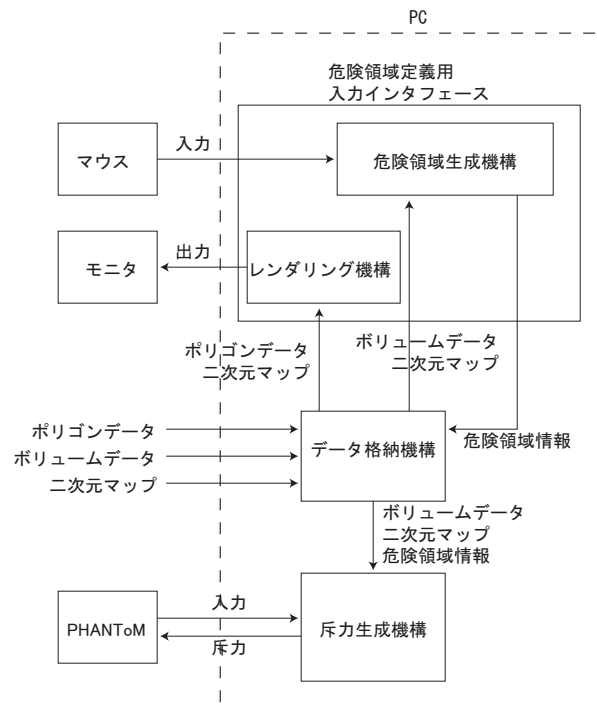 PC
危険領域定義用
入力インタフェース
マウス
入力
危険領域生成機構
モニタ
出力
レンダリング機構
ポリゴンデータ
二次元マップ
ボリュームデータ
二次元マップ
ポリゴンデータ
ボリュームデータ
二次元マップ
データ格納機構
危険領域情報
ボリュームデータ
二次元マップ
危険領域情報
PHANToM
入力
斥力
斥力生成機構